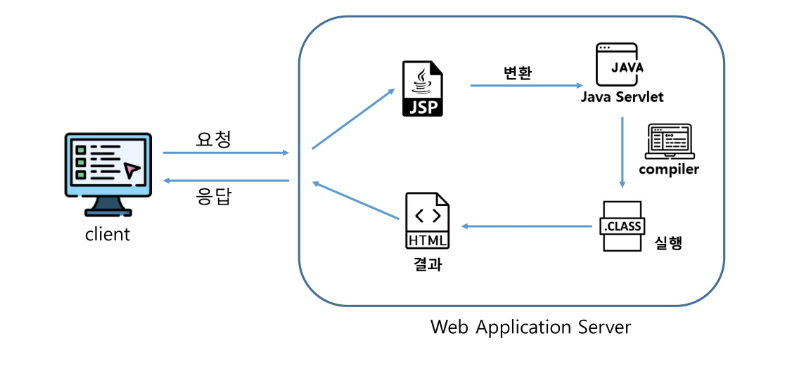 요청
응답
client
JSP
변환
JAVA
Java Servlet
compiler
.CLASS
실행
HTML
결과
Web Application Server